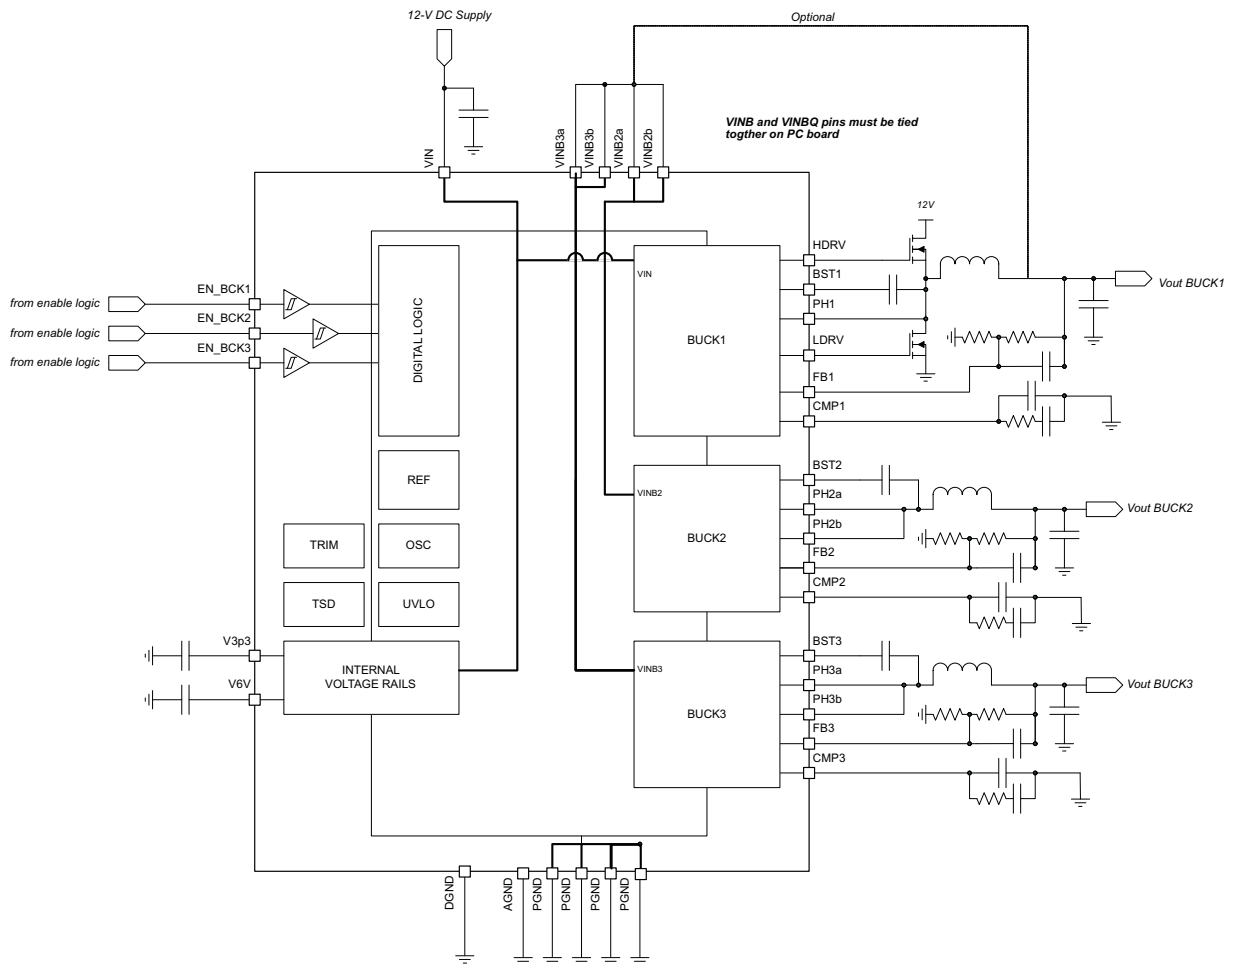 12-V DC Supply
Optional
VINB and VINBQ pins must be tied
togther on PC board
VIN
VINB3a
VINB3b
VINB2a
VINB2b
12V
HDRV
BST1
PH1
LDRV
FB1
CMP1
Vout BUCK1
VIN
BUCK1
from enable logic
EN_BCK1
from enable logic
EN_BCK2
from enable logic
EN_BCK3
DIGITAL LOGIC
REF
TRIM
OSC
TSD
UVLO
BST2
PH2a
PH2b
FB2
CMP2
VINB2
BUCK2
Vout BUCK2
V3p3
V6V
INTERNAL
VOLTAGE RAILS
BST3
PH3a
PH3b
FB3
CMP3
VINB3
BUCK3
Vout BUCK3
DGND
AGND
PGND
PGND
PGND
PGND